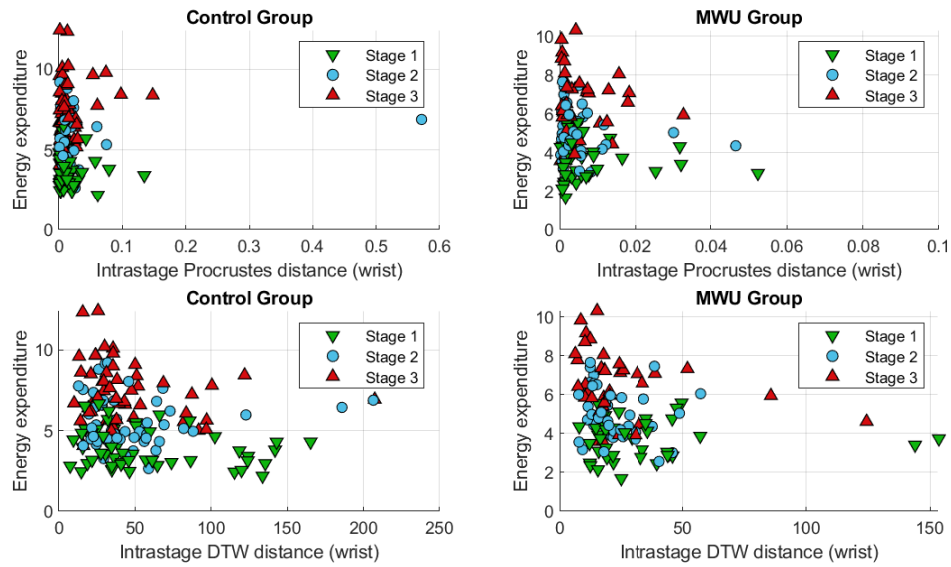 Control Group
Energy expenditure
10
5
0
0 0.1 0.2 0.3 0.4 0.5 0.6
Intrastage Procrustes distance (wrist)
Stage 1
Stage 2
Stage 3
MWU Group
Energy expenditure
10
8
6
4
2
0
0 0.02 0.04 0.06 0.08 0.1
Intrastage Procrustes distance (wrist)
Stage 1
Stage 2
Stage 3
Control Group
Energy expenditure
10
5
0
0 50 100 150 200 250
Intrastage DTW distance (wrist)
Stage 1
Stage 2
Stage 3
MWU Group
Energy expenditure
10
8
6
4
2
0
0 50 100 150
Intrastage DTW distance (wrist)
Stage 1
Stage 2
Stage 3